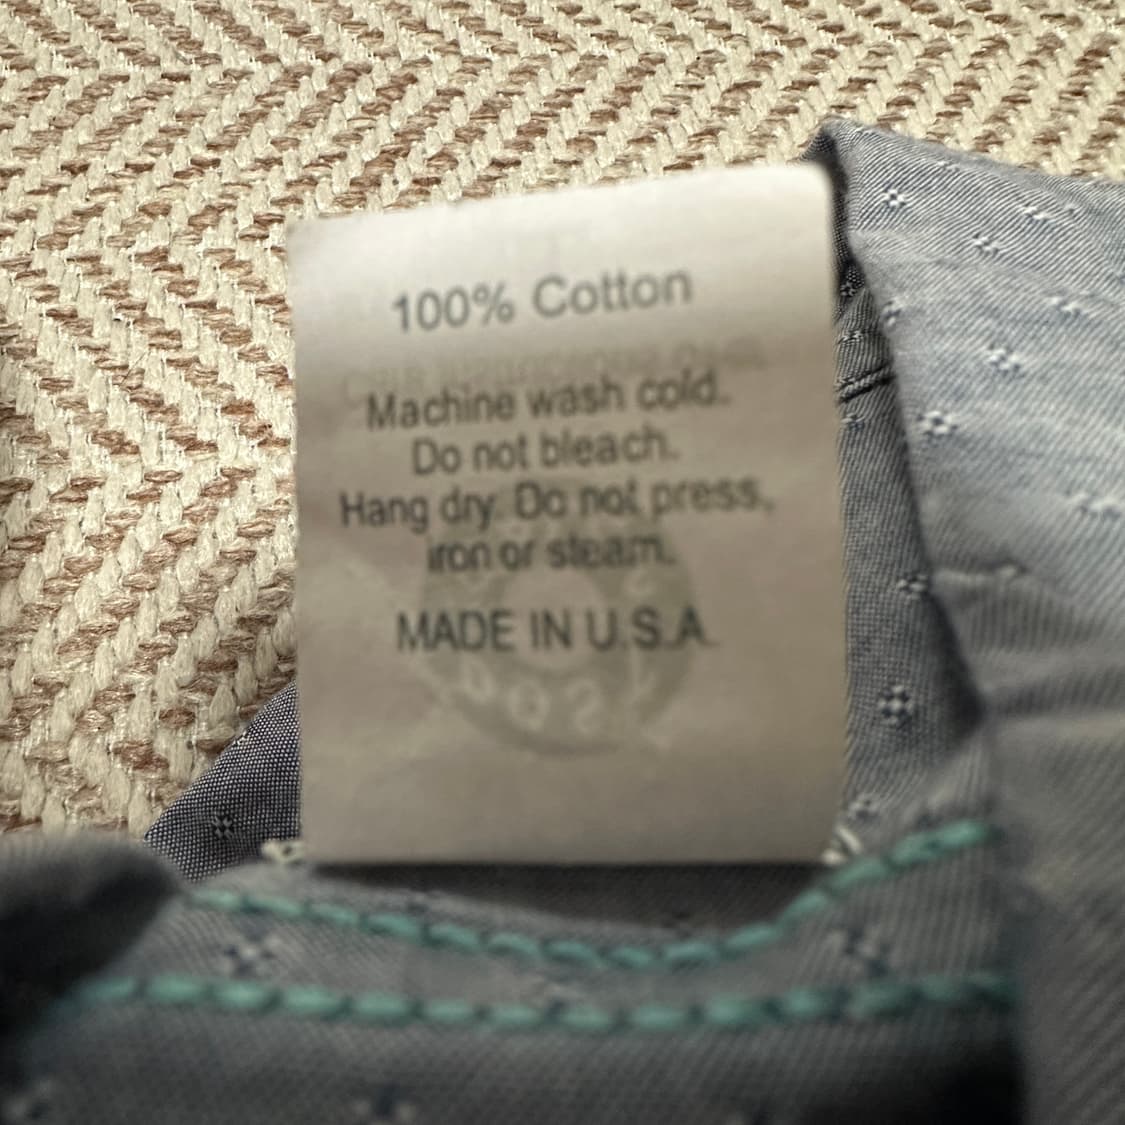 100% Cotton
Machine wash cold.
Do not bleach.
Hang dry. Do not press,
iron or steam.
MADE IN U.S.A.